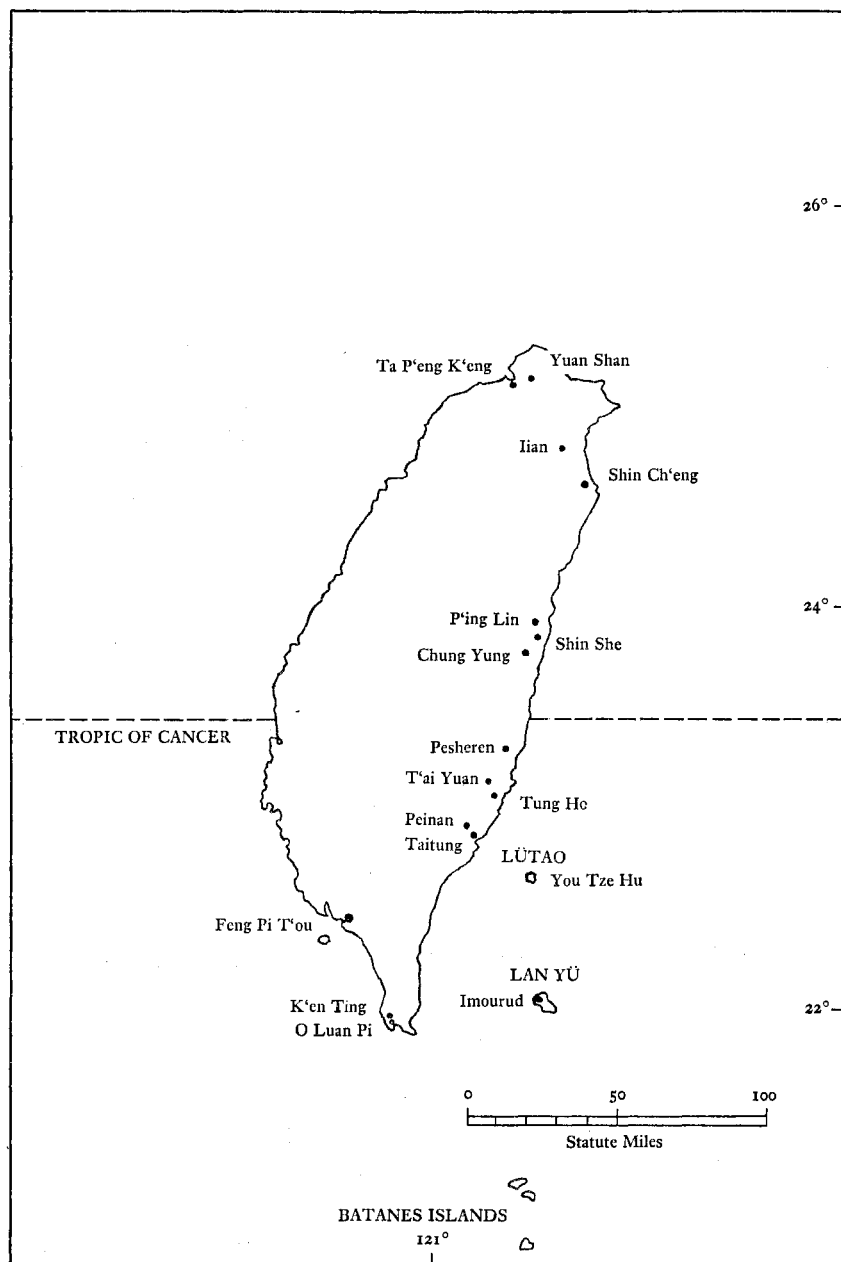 26°
Ta P‘eng K‘eng
Yuan Shan
Iian
Shin Ch‘eng
24°
P‘ing Lin
Shin She
Chung Yung
TROPIC OF CANCER
Pesheren
T‘ai Yuan
Tung Ho
Peinan
Taitung
LÜTAO
You Tze Hu
Feng Pi T‘ou
LAN YÜ
Imourud
K‘en Ting
O Luan Pi
22°
0 50 100
Statute Miles
BATANES ISLANDS
121°